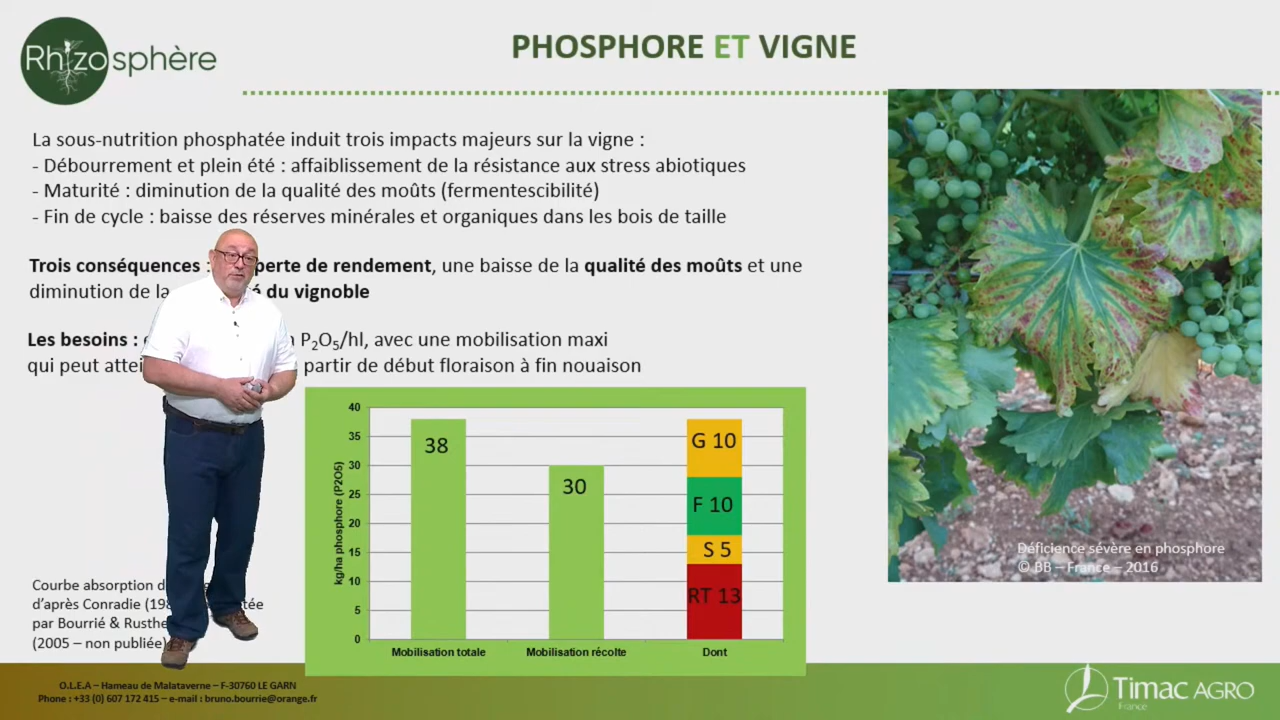 Rhizosphère
PHOSPHORE ET VIGNE
La sous-nutrition phosphatée induit trois impacts majeurs sur la vigne :
- Débourrement et plein été : affaiblissement de la résistance aux stress abiotiques
- Maturité : diminution de la qualité des moûts (fermentescibilité)
- Fin de cycle : baisse des réserves minérales et organiques dans les bois de taille
Trois conséquences : perte de rendement, une baisse de la qualité des moûts et une
diminution de la du vignoble
Les besoins : P2O5/hl, avec une mobilisation maxi
qui peut partir de début floraison à fin nouaison
kg/ha phosphore (P2O5)
40
35
30
25
20
15
10
5
0
38
30
G 10
F 10
S 5
RT 13
Mobilisation totale
Mobilisation récolte
Dont
Courbe absorption
d'après Conradie
par Bourrié &
(2005 – non publiée)
Déficience sévère en phosphore
© BB – France – 2016
O.L.E.A – Hameau de Malataverne – F-30760 LE GARN
Phone : +33 (0) 607 172 415 – e-mail : bruno.bourrie@orange.fr
Timac AGRO
France